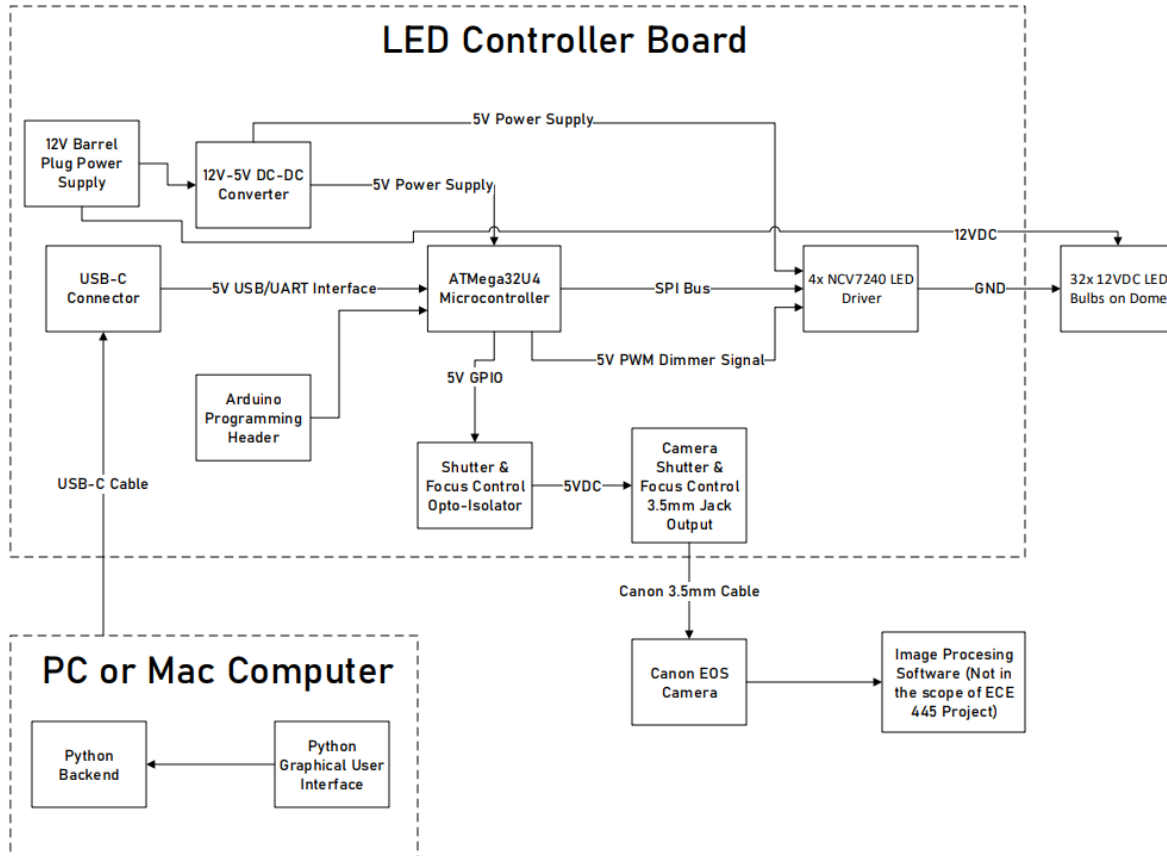 LED Controller Board
5V Power Supply
12V Barrel
Plug Power
Supply
12V-5V DC-DC
Converter
5V Power Supply
12VDC
USB-C
Connector
5V USB/UART Interface
ATMega32U4
Microcontroller
SPI Bus
4x NCV7240 LED
Driver
GND
32x 12VDC LED
Bulbs on Dome
5V PWM Dimmer Signal
5V GPIO
Arduino
Programming
Header
USB-C Cable
Shutter &
Focus Control
Opto-Isolator
5VDC
Camera
Shutter &
Focus Control
3.5mm Jack
Output
Canon 3.5mm Cable
PC or Mac Computer
Canon EOS
Camera
Image Procesing
Software (Not in
the scope of ECE
445 Project)
Python
Backend
Python
Graphical User
Interface